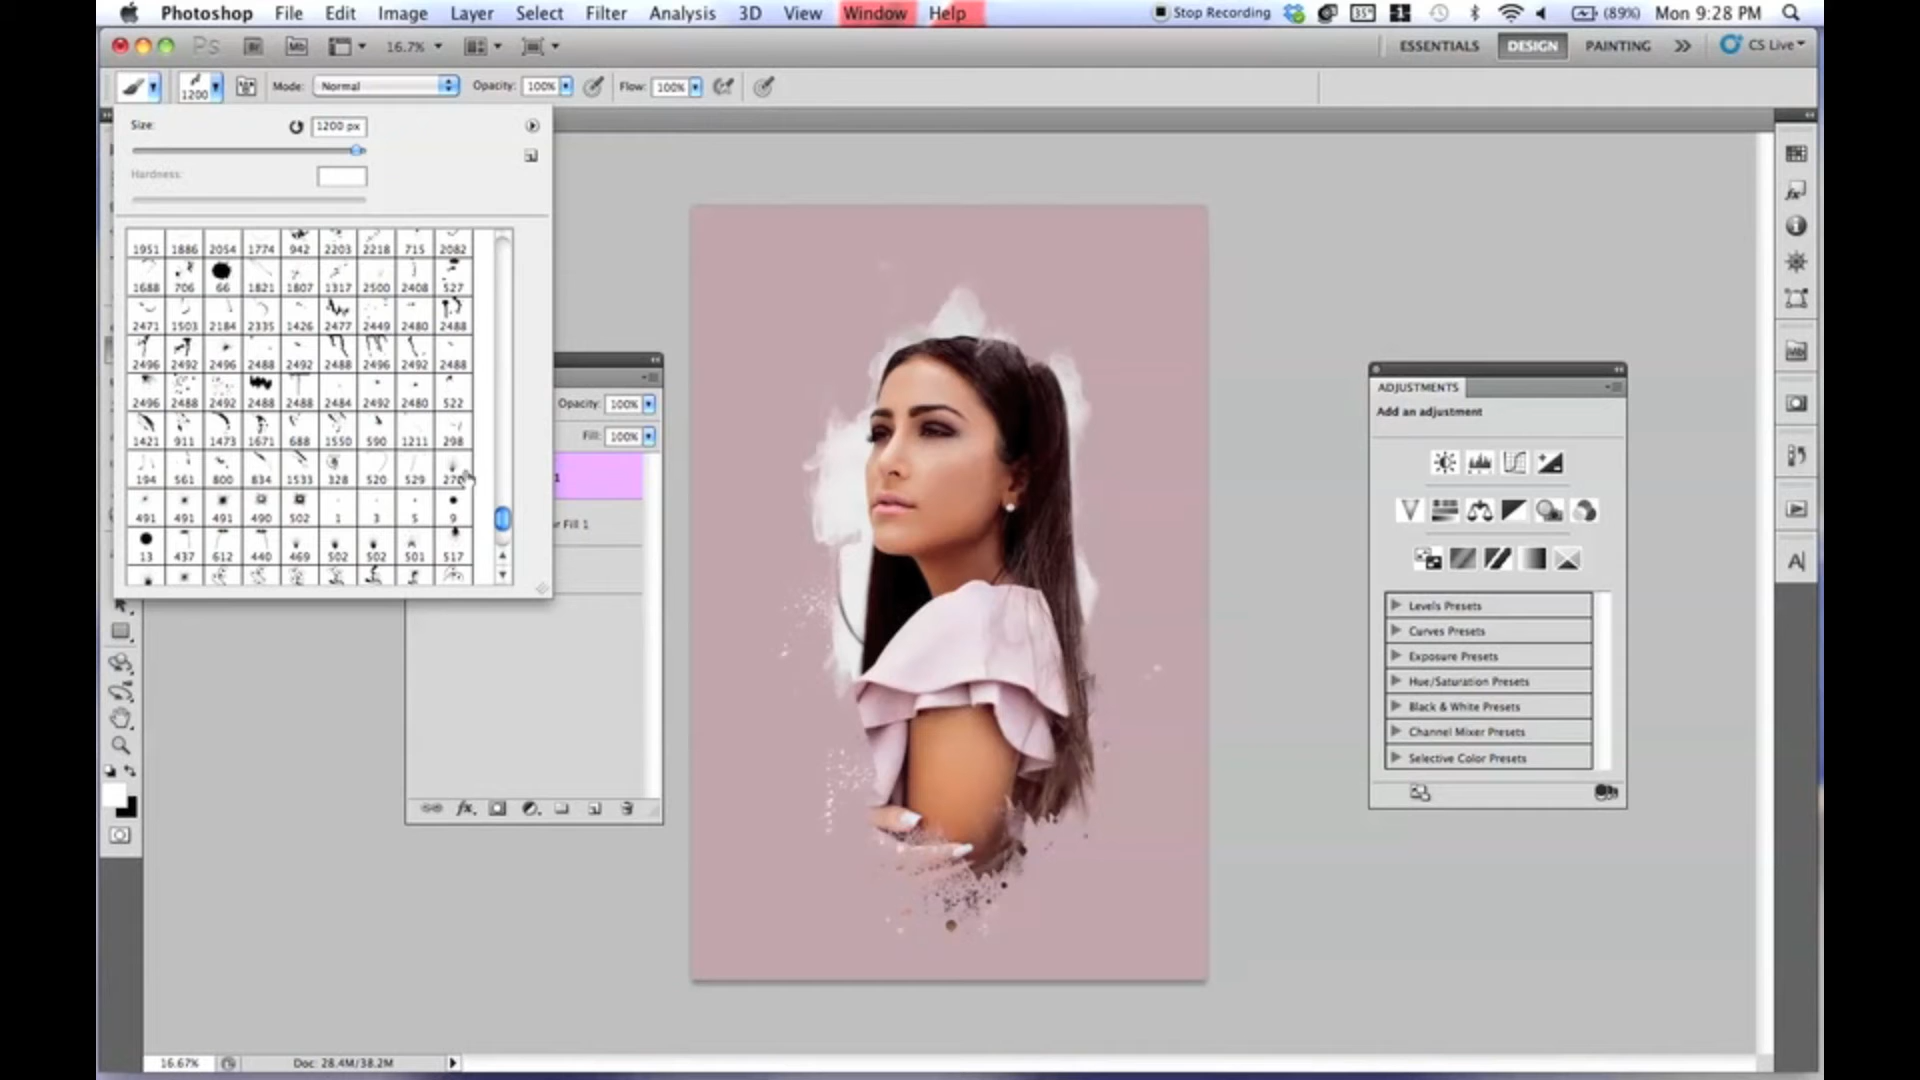 Photoshop File Edit Image Layer Select Filter Analysis 3D View Window Help Stop Recording (89%) Mon 9:28 PM
Ps Br Mb 16.7% ESSENTIALS DESIGN PAINTING CS Live
1200 Mode: Normal Opacity: 100% Flow: 100%
Size: 1200 px
Hardness:
1951 1886 2054 1774 942 2203 2218 715 2082
1688 706 66 1821 1807 1317 2500 2408 527
2471 1503 2184 2335 1426 2477 2449 2480 2488
2496 2492 2496 2488 2492 2488 2496 2492 2488
2496 2488 2492 2488 2488 2484 2492 2480 522
1421 911 1473 1671 688 1550 590 1211 298
194 561 800 834 1533 328 520 529
491 491 491 490 502 1 3 5 9
13 437 612 440 469 502 502 501 517
Opacity: 100%
Fill: 100%
1
r Fill 1
ADJUSTMENTS
Add an adjustment
Levels Presets
Curves Presets
Exposure Presets
Hue/Saturation Presets
Black & White Presets
Channel Mixer Presets
Selective Color Presets
16.67% Doc: 28.4M/38.2M